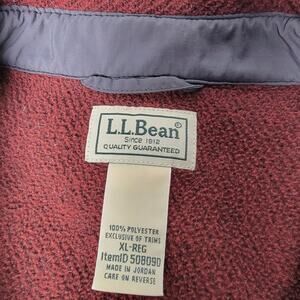 L.L.Bean®
Since 1912
QUALITY GUARANTEED
100% POLYESTER
EXCLUSIVE OF TRIMS
XL-REG
ItemID 508090
MADE IN JORDAN
CARE ON REVERSE